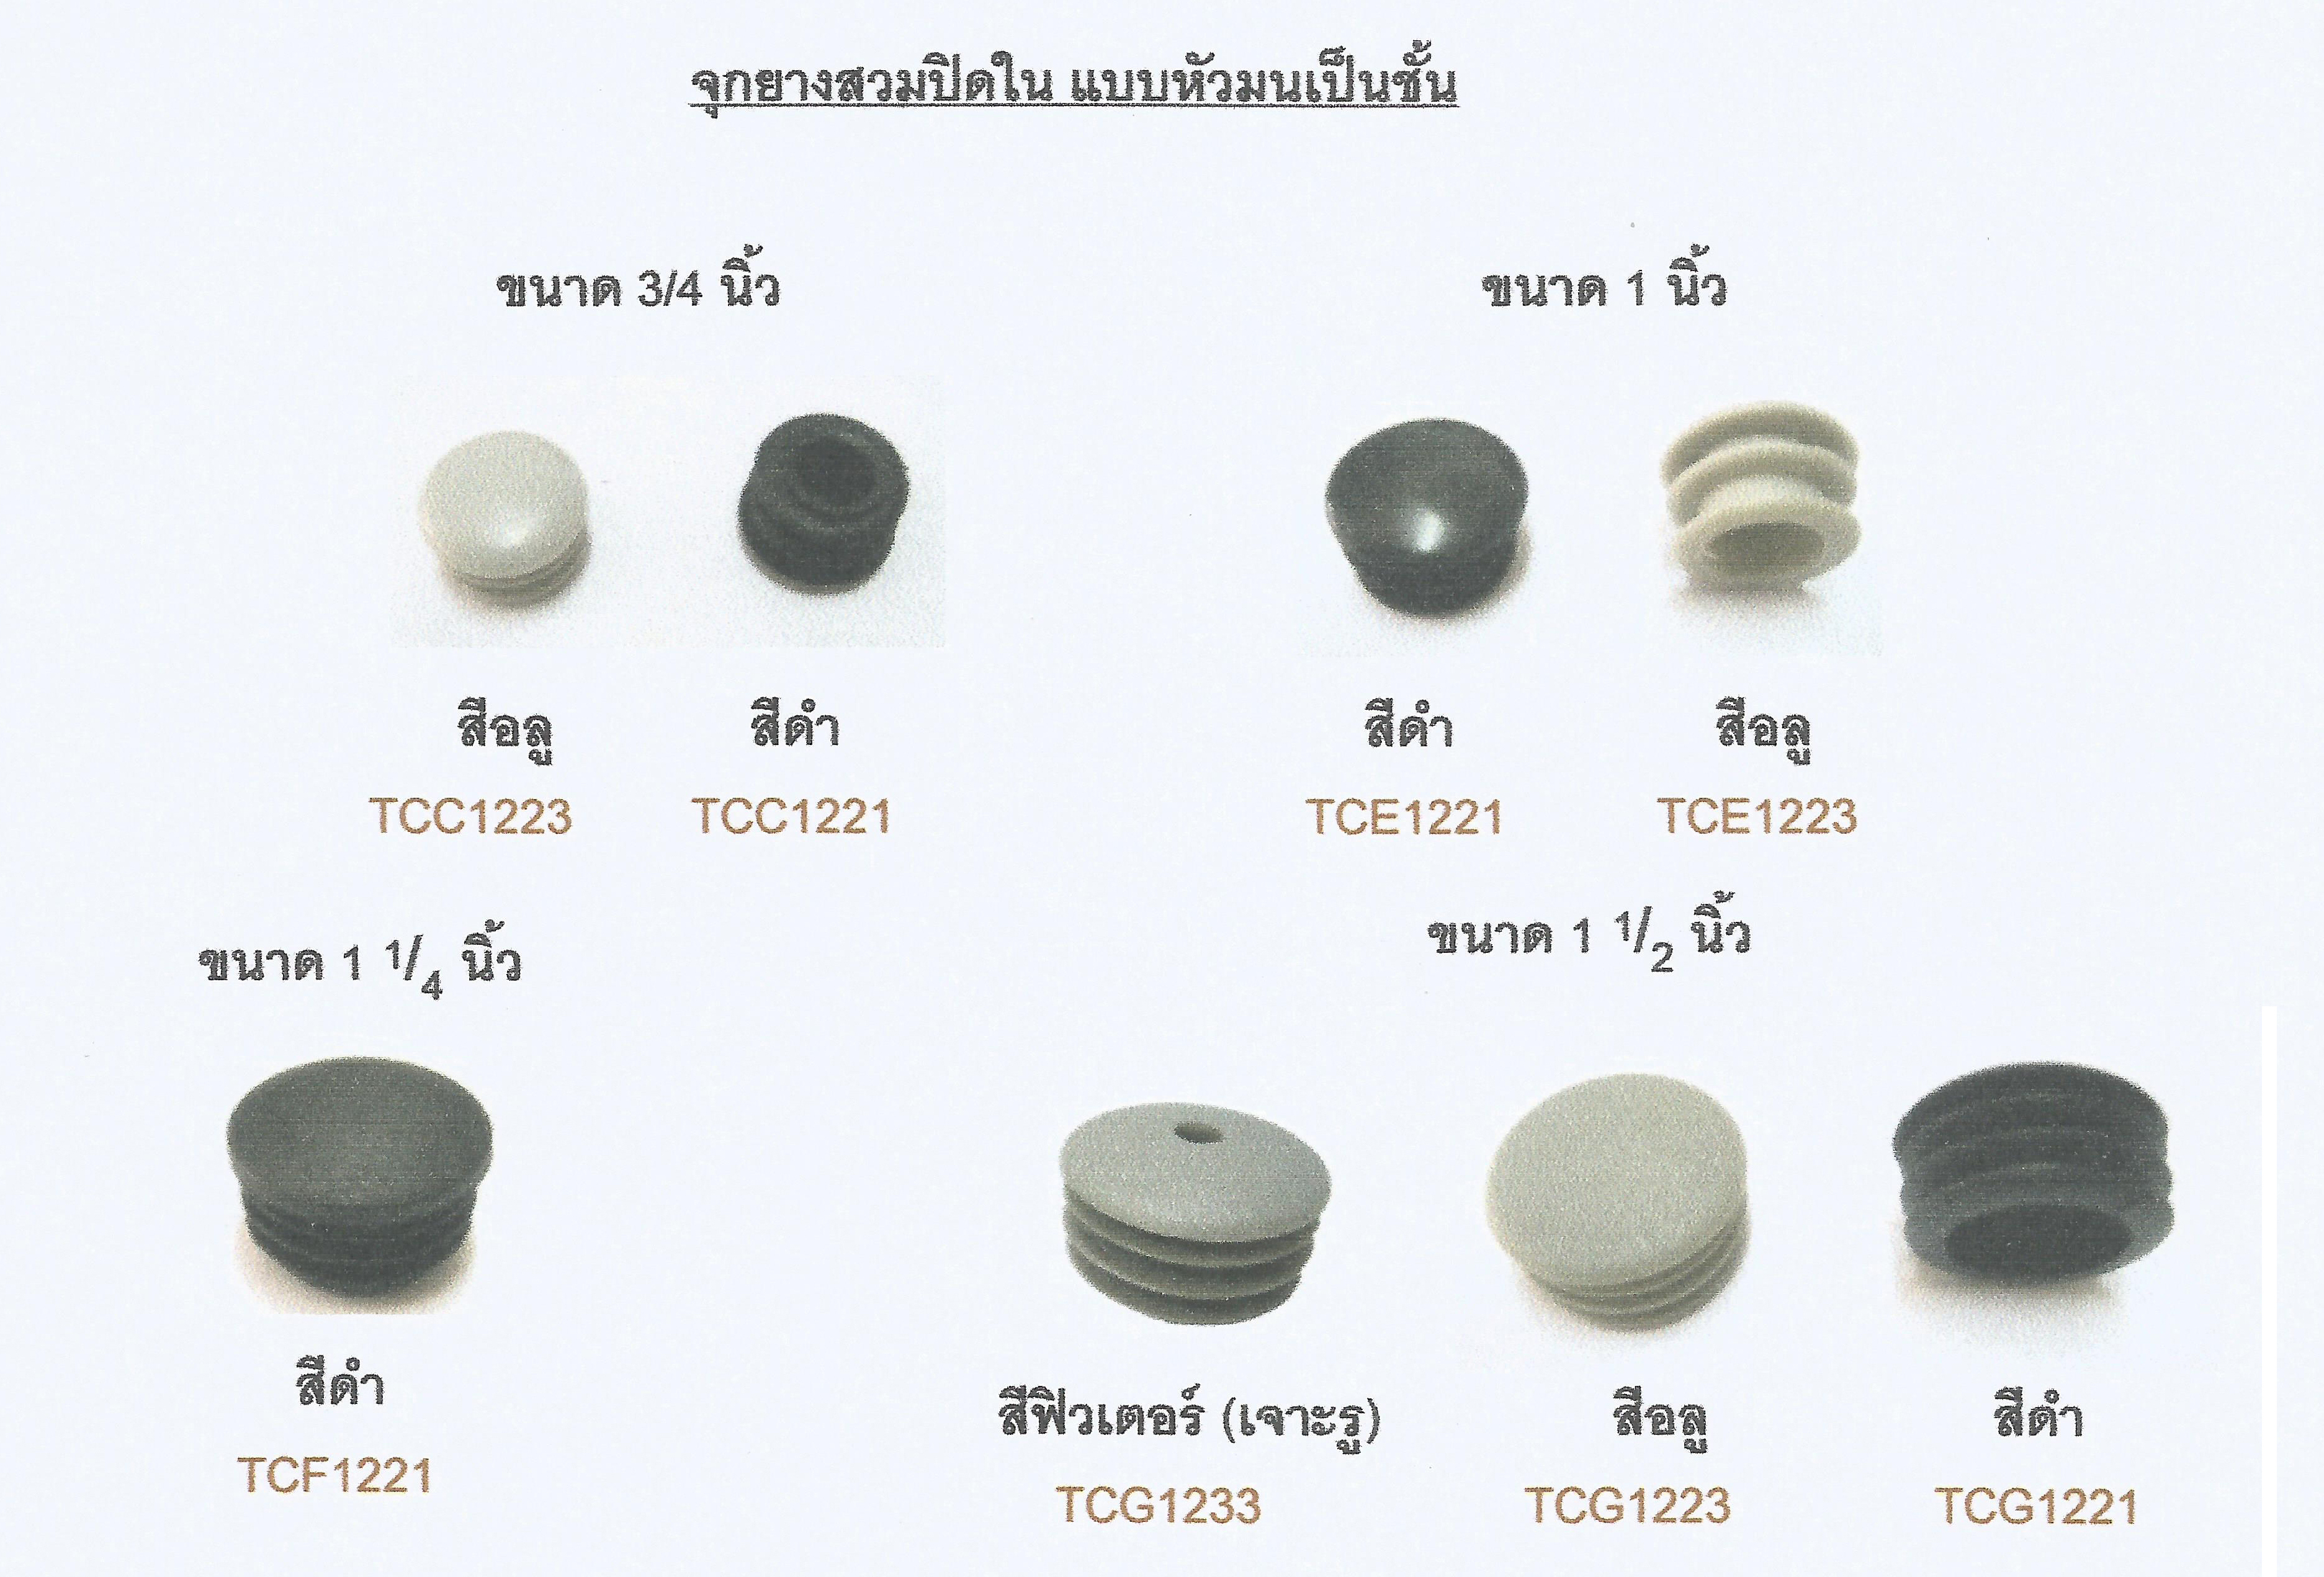 จุกยางสวมปิดใน แบบหัวมนเป็นชั้น
ขนาด 3/4 นิ้ว
ขนาด 1 นิ้ว
สีอลู
สีดำ
สีดำ
สีอลู
TCC1223
TCC1221
TCE1221
TCE1223
ขนาด 1 1/4 นิ้ว
ขนาด 1 1/2 นิ้ว
สีดำ
สีฟิวเตอร์ (เจาะรู)
สีอลู
สีดำ
TCF1221
TCG1233
TCG1223
TCG1221